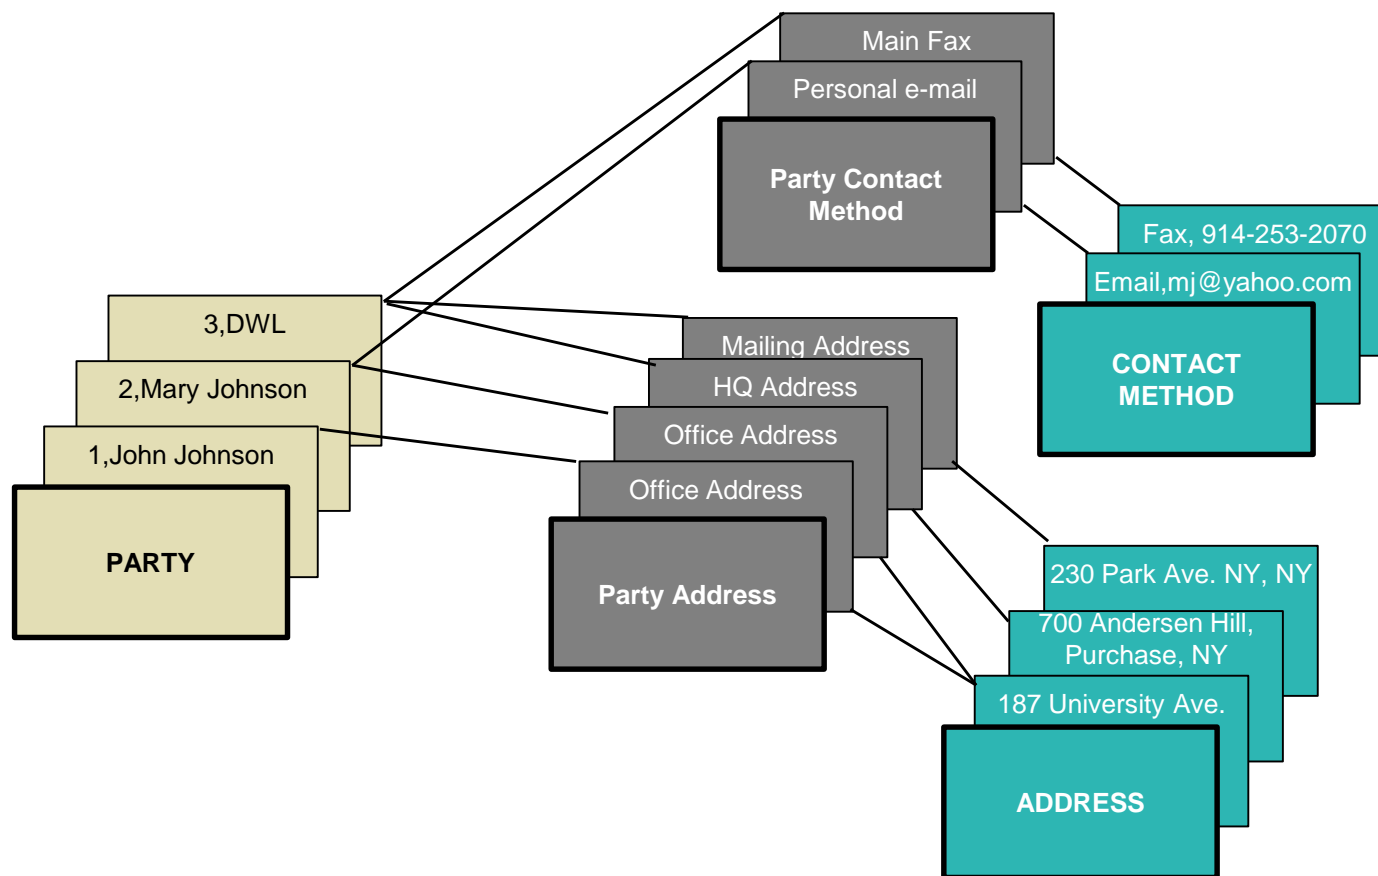 Main Fax
Personal e-mail
Party Contact
Method
Fax, 914-253-2070
Email,mj@yahoo.com
CONTACT
METHOD
3,DWL
2,Mary Johnson
1,John Johnson
PARTY
Mailing Address
HQ Address
Office Address
Office Address
Party Address
230 Park Ave. NY, NY
700 Andersen Hill,
Purchase, NY
187 University Ave.
ADDRESS